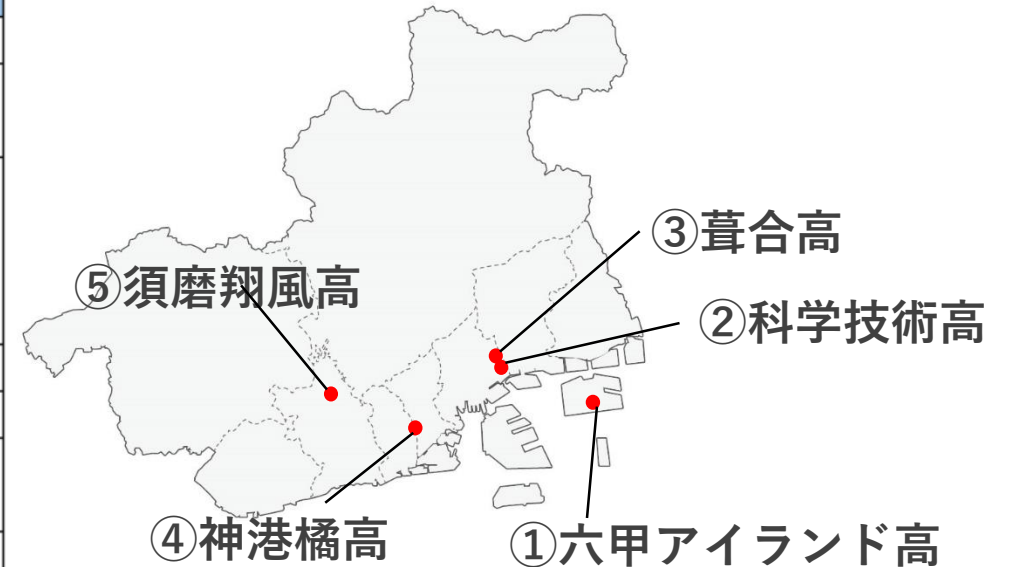 ③葺合高
⑤須磨翔風高
②科学技術高
④神港橘高
①六甲アイランド高